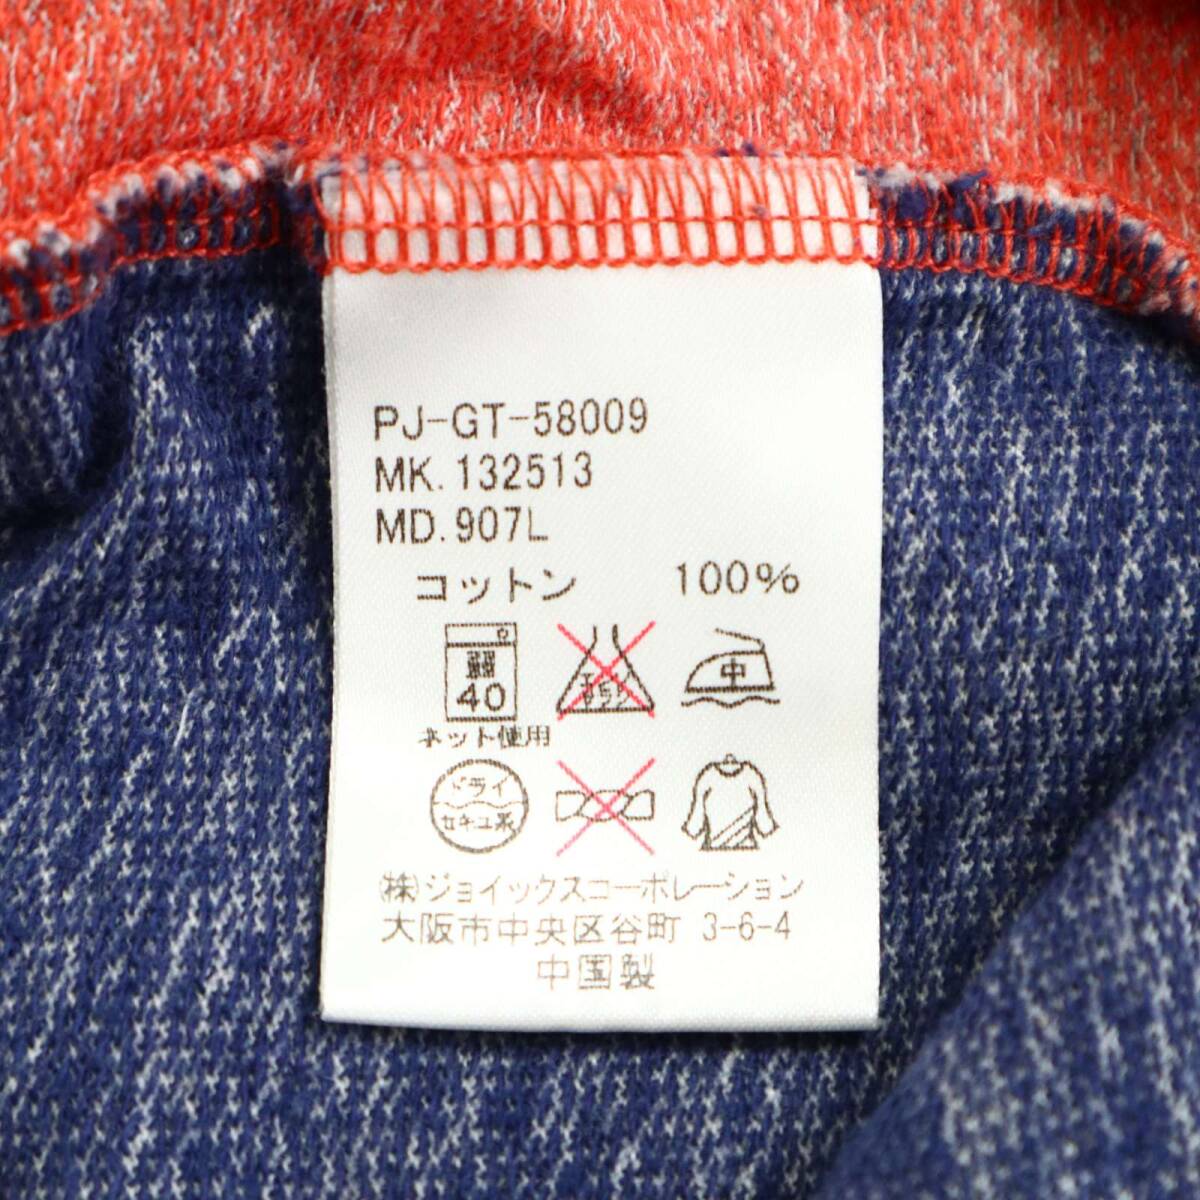 PJ-GT-58009
MK.132513
MD.907L
コットン 100%
40
中
ネット使用
ドライ
セキユ系
㈱ジョイックスコーポレーション
大阪市中央区谷町 3-6-4
中国製